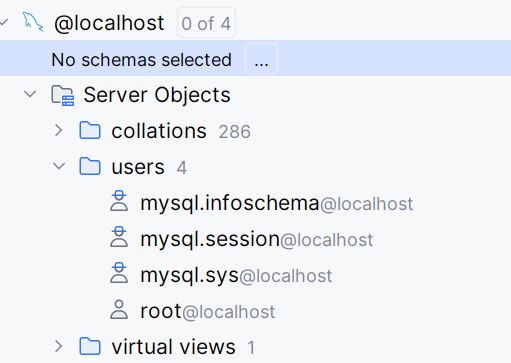 @localhost 0 of 4
No schemas selected ...
Server Objects
collations 286
users 4
mysql.infoschema@localhost
mysql.session@localhost
mysql.sys@localhost
root@localhost
virtual views 1